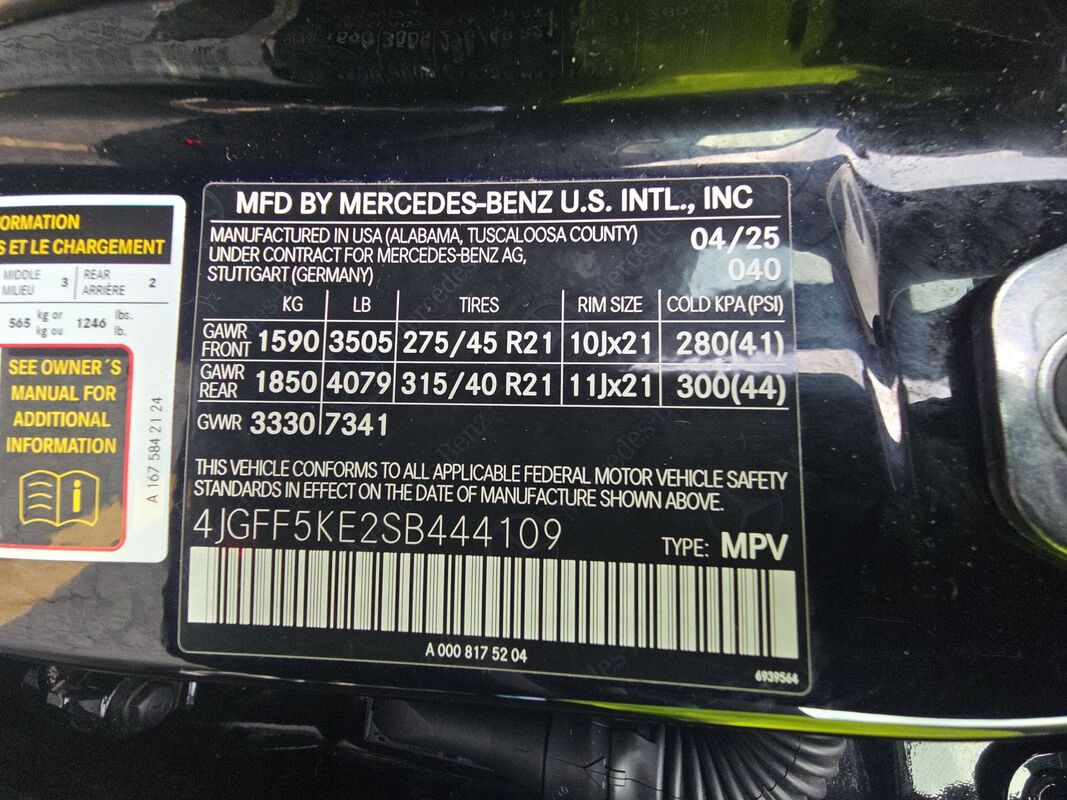 ORMATION
S ET LE CHARGEMENT
MIDDLE MILIEU 3 REAR ARRIÈRE 2
565 kg or kg ou 1246 lbs. lb.
SEE OWNER´S
MANUAL FOR
ADDITIONAL
INFORMATION
A 167 584 21 24
MFD BY MERCEDES-BENZ U.S. INTL., INC
MANUFACTURED IN USA (ALABAMA, TUSCALOOSA COUNTY) 04/25
UNDER CONTRACT FOR MERCEDES-BENZ AG, 040
STUTTGART (GERMANY)
KG LB TIRES RIM SIZE COLD KPA (PSI)
GAWR FRONT 1590 3505 275/45 R21 10Jx21 280(41)
GAWR REAR 1850 4079 315/40 R21 11Jx21 300(44)
GVWR 3330 7341
THIS VEHICLE CONFORMS TO ALL APPLICABLE FEDERAL MOTOR VEHICLE SAFETY
STANDARDS IN EFFECT ON THE DATE OF MANUFACTURE SHOWN ABOVE.
4JGFF5KE2SB444109
TYPE: MPV
A 000 817 52 04
6939564